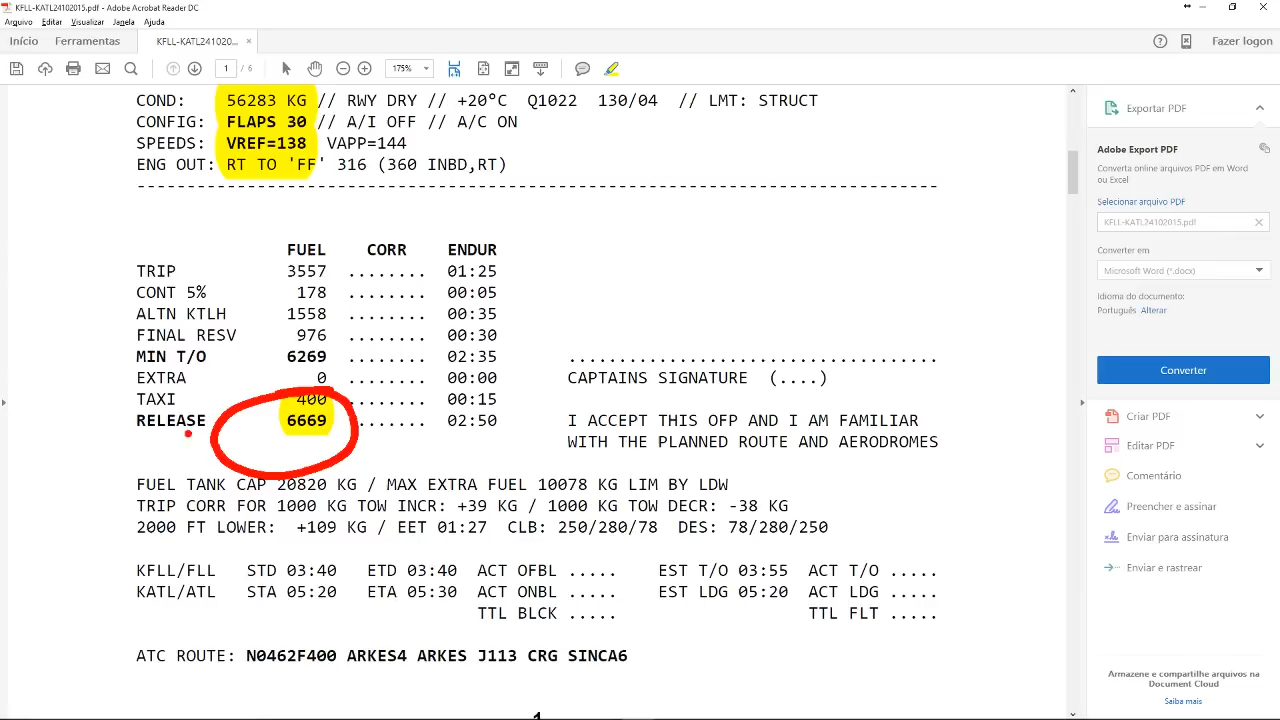 KFLL-KATL24102015.pdf - Adobe Acrobat Reader DC
Arquivo Editar Visualizar Janela Ajuda
Início Ferramentas KFLL-KATL241020... × Fazer logon
1 / 6 175%
COND: 56283 KG // RWY DRY // +20°C Q1022 130/04 // LMT: STRUCT
CONFIG: FLAPS 30 // A/I OFF // A/C ON
SPEEDS: VREF=138 VAPP=144
ENG OUT: RT TO 'FF' 316 (360 INBD,RT)
--------------------------------------------------------------------------------
FUEL CORR ENDUR
TRIP 3557 ........ 01:25
CONT 5% 178 ........ 00:05
ALTN KTLH 1558 ........ 00:35
FINAL RESV 976 ........ 00:30
MIN T/O 6269 ........ 02:35 .....................................
EXTRA 0 ........ 00:00 CAPTAINS SIGNATURE (....)
TAXI 400 ........ 00:15
RELEASE 6669 ........ 02:50 I ACCEPT THIS OFP AND I AM FAMILIAR
WITH THE PLANNED ROUTE AND AERODROMES
FUEL TANK CAP 20820 KG / MAX EXTRA FUEL 10078 KG LIM BY LDW
TRIP CORR FOR 1000 KG TOW INCR: +39 KG / 1000 KG TOW DECR: -38 KG
2000 FT LOWER: +109 KG / EET 01:27 CLB: 250/280/78 DES: 78/280/250
KFLL/FLL STD 03:40 ETD 03:40 ACT OFBL ..... EST T/O 03:55 ACT T/O .....
KATL/ATL STA 05:20 ETA 05:30 ACT ONBL ..... EST LDG 05:20 ACT LDG .....
TTL BLCK ..... TTL FLT .....
ATC ROUTE: N0462F400 ARKES4 ARKES J113 CRG SINCA6
Exportar PDF
Adobe Export PDF
Converta online arquivos PDF em Word
ou Excel
Selecionar arquivo PDF
KFLL-KATL24102015.pdf
Converter em
Microsoft Word (*.docx)
Idioma do documento:
Português Alterar
Converter
Criar PDF
Editar PDF
Comentário
Preencher e assinar
Enviar para assinatura
Enviar e rastrear
Armazene e compartilhe arquivos na
Document Cloud
Saiba mais